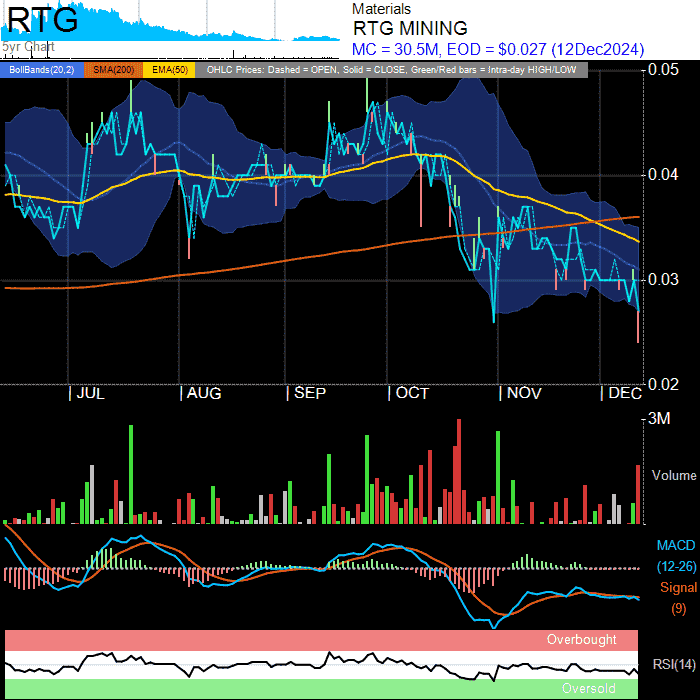 RTG
5yr Chart
Materials
RTG MINING
MC = 30.5M, EOD = $0.027 (12Dec2024)
BollBands(20,2) SMA(200) EMA(50) OHLC Prices: Dashed = OPEN, Solid = CLOSE, Green/Red bars = Intra-day HIGH/LOW
0.05
0.04
0.03
0.02
| JUL | AUG | SEP | OCT | NOV | DEC
3M
Volume
MACD
(12-26)
Signal
(9)
Overbought
RSI(14)
Oversold